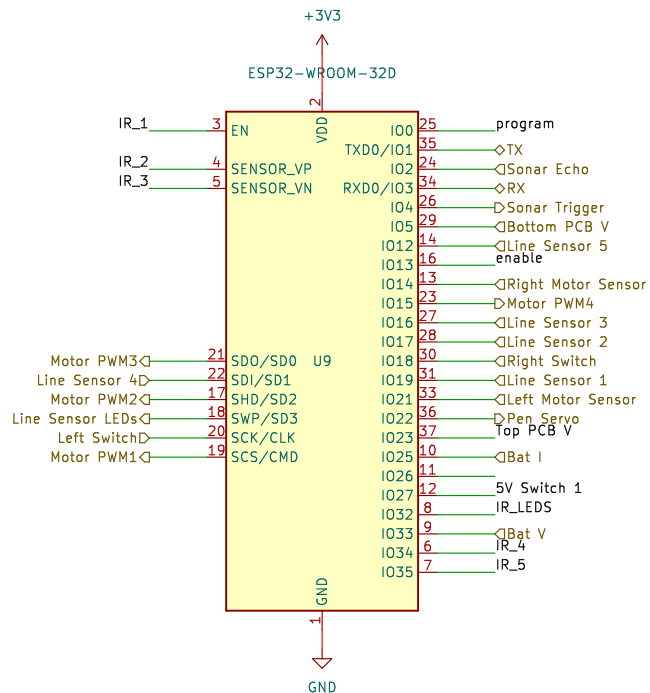 +3V3
ESP32-WROOM-32D
2
VDD
IR_1 3 EN IO0 25 program
TXD0/IO1 35 TX
IR_2 4 SENSOR_VP IO2 24 Sonar Echo
IR_3 5 SENSOR_VN RXD0/IO3 34 RX
IO4 26 Sonar Trigger
IO5 29 Bottom PCB V
IO12 14 Line Sensor 5
IO13 16 enable
IO14 13 Right Motor Sensor
IO15 23 Motor PWM4
IO16 27 Line Sensor 3
IO17 28 Line Sensor 2
Motor PWM3 21 SDO/SD0 U9 IO18 30 Right Switch
Line Sensor 4 22 SDI/SD1 IO19 31 Line Sensor 1
Motor PWM2 17 SHD/SD2 IO21 33 Left Motor Sensor
Line Sensor LEDs 18 SWP/SD3 IO22 36 Pen Servo
Left Switch 20 SCK/CLK IO23 37 Top PCB V
Motor PWM1 19 SCS/CMD IO25 10 Bat I
IO26 11
IO27 12 5V Switch 1
IO32 8 IR_LEDS
IO33 9 Bat V
IO34 6 IR_4
IO35 7 IR_5
GND
1
GND